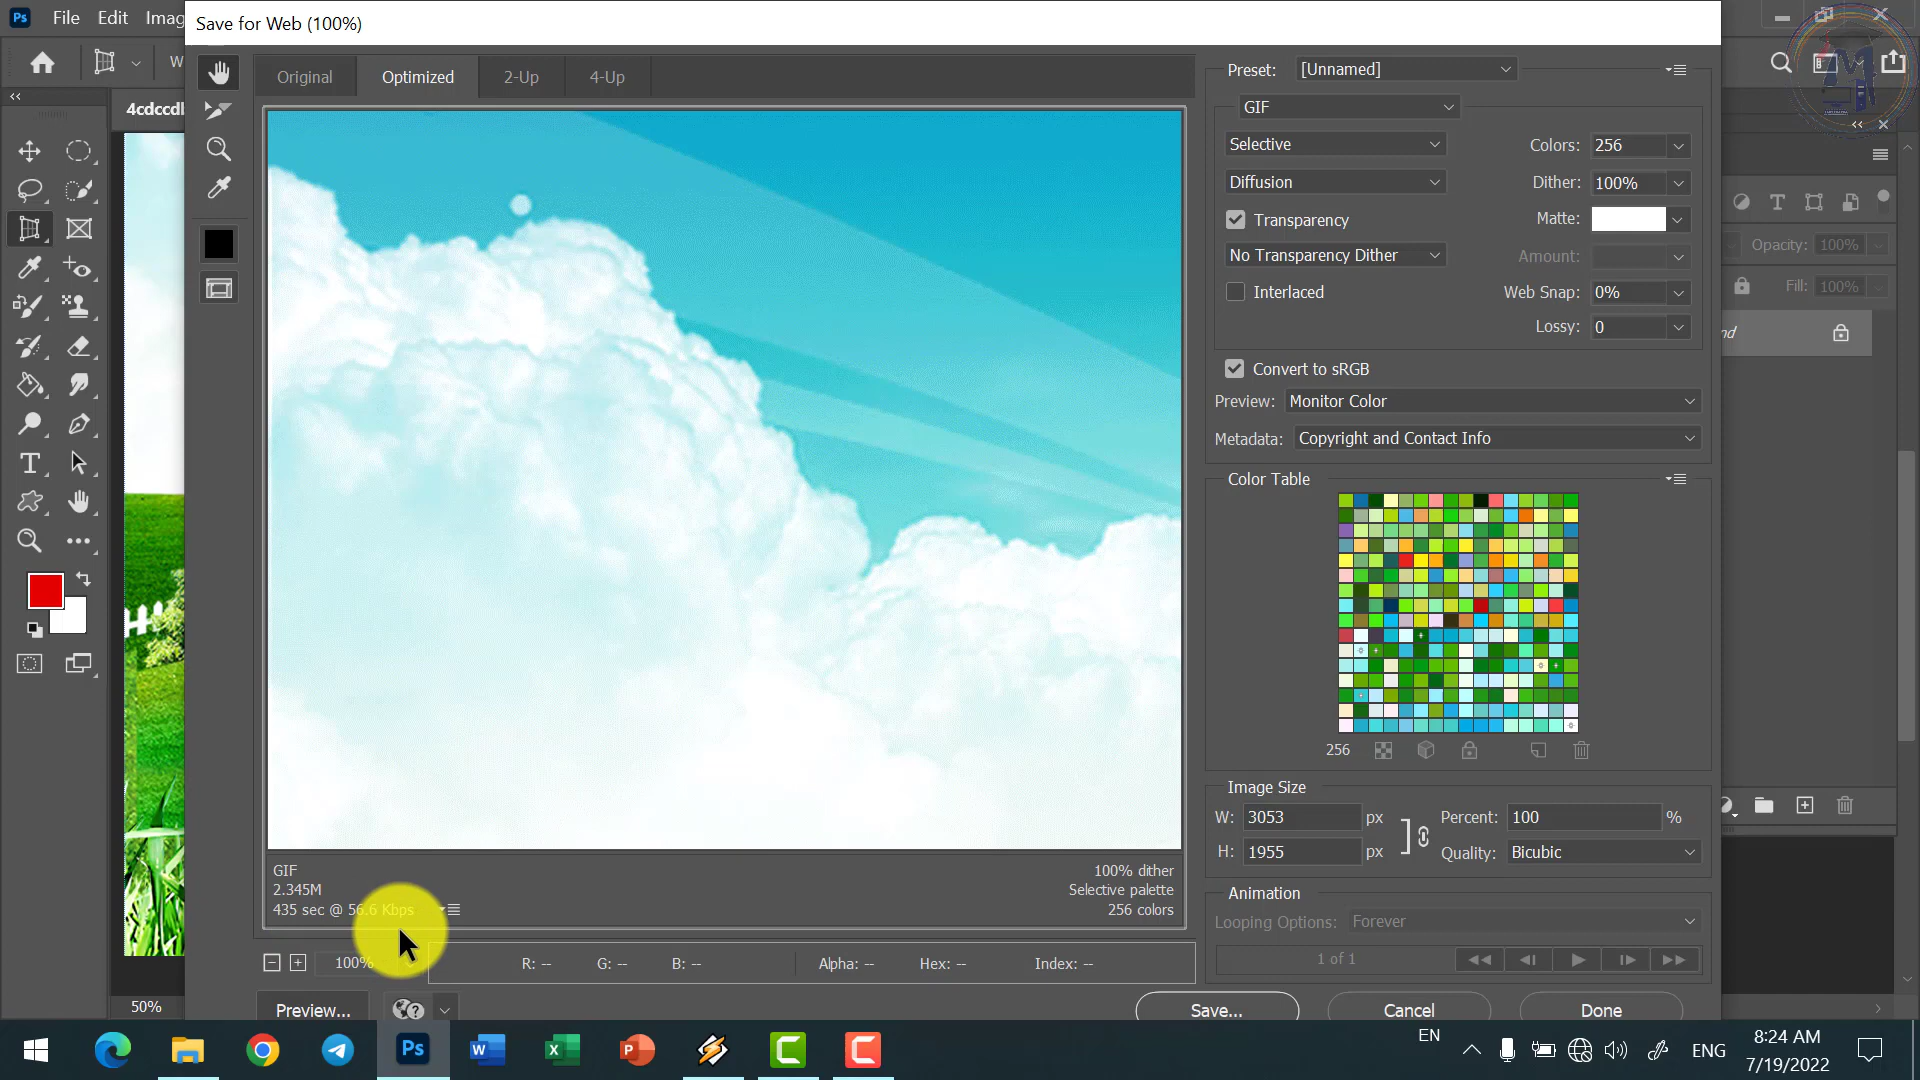 Ps File Edit Imag
Save for Web (100%)
W
4cdccdl
Original Optimized 2-Up 4-Up
Preset: [Unnamed]
GIF
Selective Colors: 256
Diffusion Dither: 100%
Transparency Matte:
No Transparency Dither Amount:
Interlaced Web Snap: 0%
Lossy: 0
Convert to sRGB
Preview: Monitor Color
Metadata: Copyright and Contact Info
Color Table
256
Image Size
W: 3053 px Percent: 100 %
H: 1955 px Quality: Bicubic
Animation
Looping Options: Forever
1 of 1
GIF 100% dither
2.345M Selective palette
435 sec @ 56.6 Kbps 256 colors
100% R: -- G: -- B: -- Alpha: -- Hex: -- Index: --
Preview... Save... Cancel Done
Opacity: 100%
Fill: 100%
nd
50%
EN
ENG
8:24 AM
7/19/2022